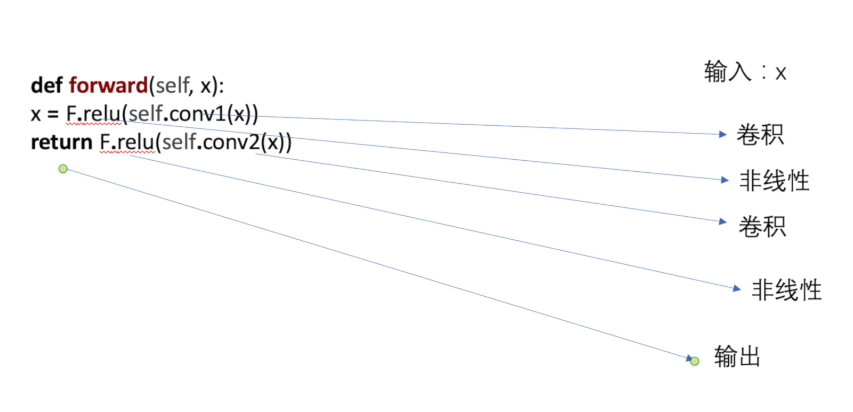 输入：x
def forward(self, x):
x = F.relu(self.conv1(x))
return F.relu(self.conv2(x))
卷积
非线性
卷积
非线性
输出